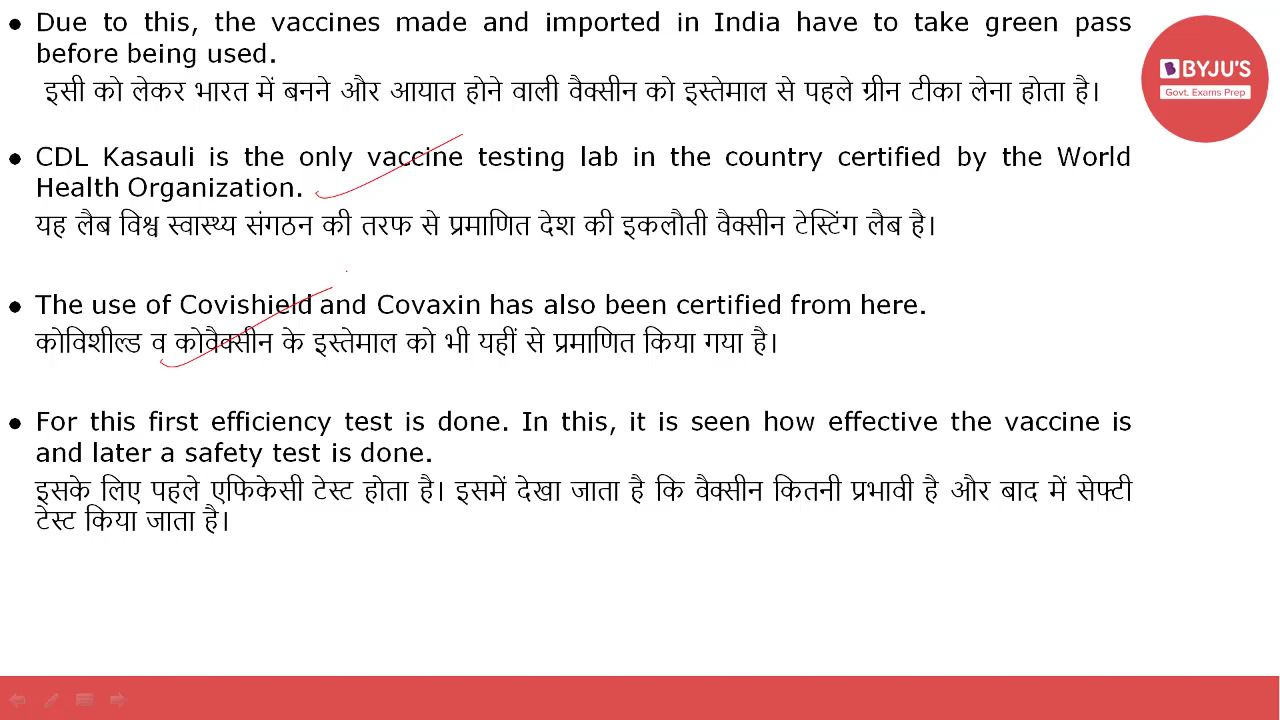 • Due to this, the vaccines made and imported in India have to take green pass
before being used.
इसी को लेकर भारत में बनने और आयात होने वाली वैक्सीन को इस्तेमाल से पहले ग्रीन टीका लेना होता है।
• CDL Kasauli is the only vaccine testing lab in the country certified by the World
Health Organization.
यह लैब विश्व स्वास्थ्य संगठन की तरफ से प्रमाणित देश की इकलौती वैक्सीन टेस्टिंग लैब है।
• The use of Covishield and Covaxin has also been certified from here.
कोविशील्ड व कोवैक्सीन के इस्तेमाल को भी यहीं से प्रमाणित किया गया है।
• For this first efficiency test is done. In this, it is seen how effective the vaccine is
and later a safety test is done.
इसके लिए पहले एफिकेसी टेस्ट होता है। इसमें देखा जाता है कि वैक्सीन कितनी प्रभावी है और बाद में सेफ्टी
टेस्ट किया जाता है।
BYJU'S
Govt. Exams Prep